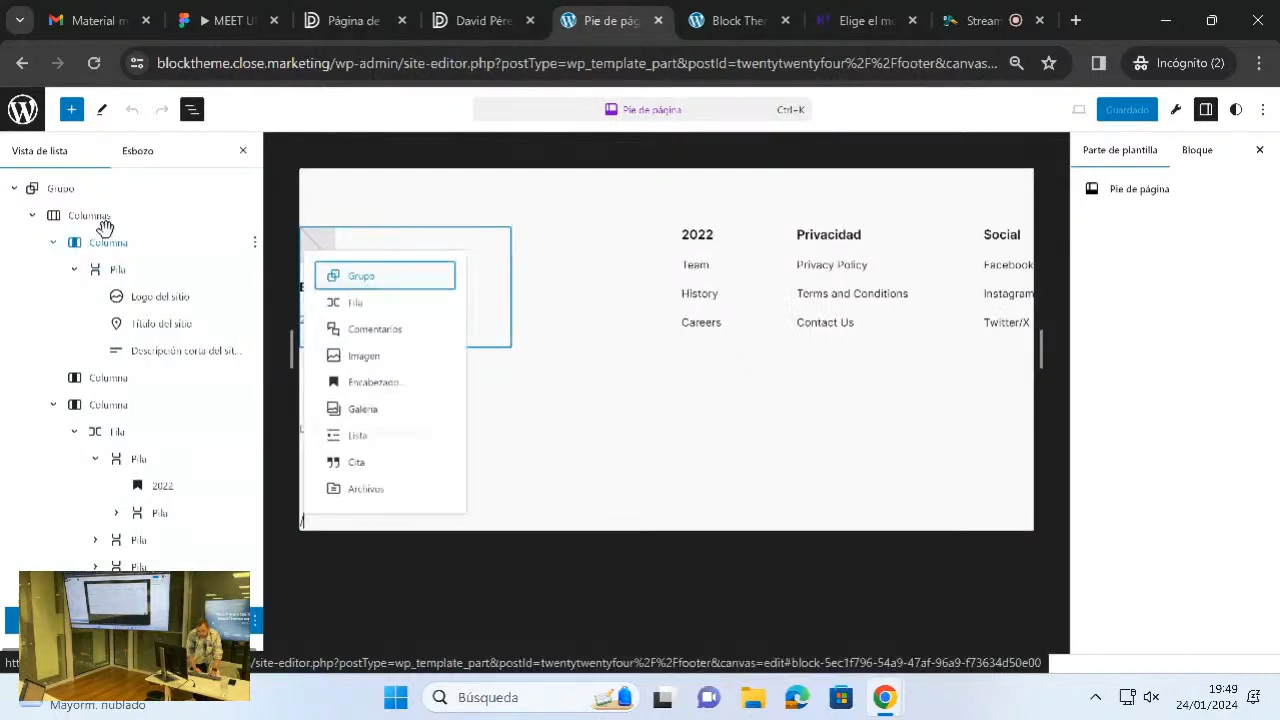 Material
MEET U
Página de
David Pére
Pie de pág
Block Ther
Elige el mo
Stream
blocktheme.close.marketing/wp-admin/site-editor.php?postType=wp_template_part&postId=twentytwentyfour%2F%2Ffooter&canvas...
Incógnito (2)
Pie de página
Ctrl+K
Guardado
Vista de lista
Esbozo
Parte de plantilla
Bloque
Grupo
Pie de página
Columnas
Columna
Pila
Logo del sitio
Título del sitio
Descripción corta del sit...
Columna
Columna
Fila
Pila
2022
Pila
Pila
Pila
Grupo
Fila
Comentarios
Imagen
Encabezado...
Galería
Lista
Cita
Archivos
/
2022
Team
History
Careers
Privacidad
Privacy Policy
Terms and Conditions
Contact Us
Social
Facebook
Instagram
Twitter/X
/site-editor.php?postType=wp_template_part&postId=twentytwentyfour%2F%2Ffooter&canvas=edit#block-5ec1f796-54a9-47af-96a9-f73634d50e00
Mayorm. nublado
Búsqueda
19:49
24/01/2024